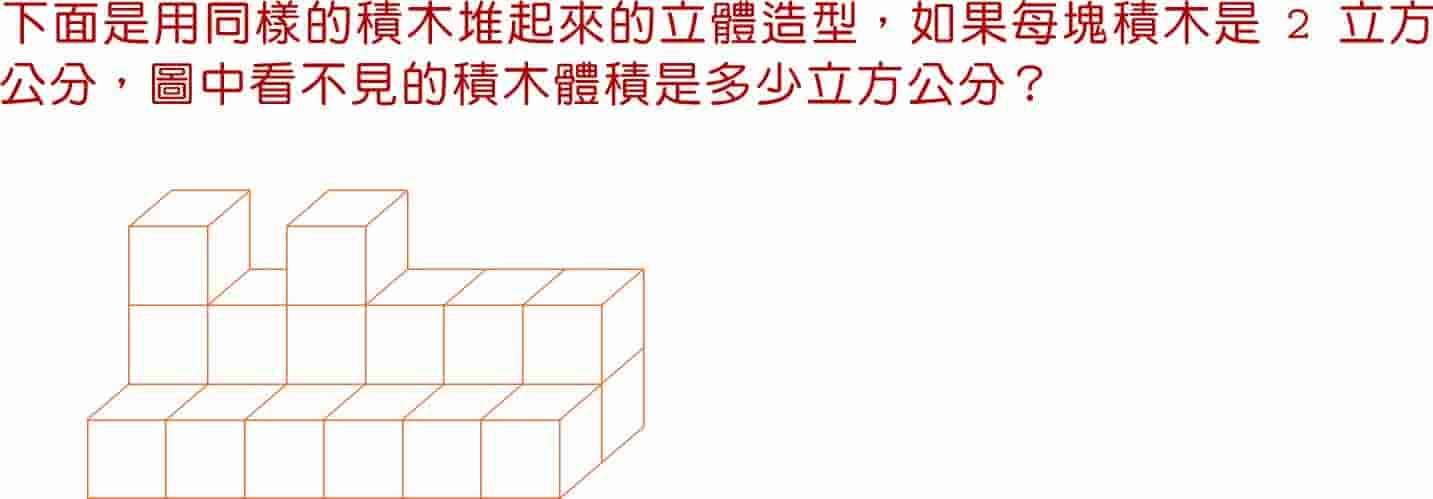 下面是用同樣的積木堆起來的立體造型，如果每塊積木是 2 立方
公分，圖中看不見的積木體積是多少立方公分？